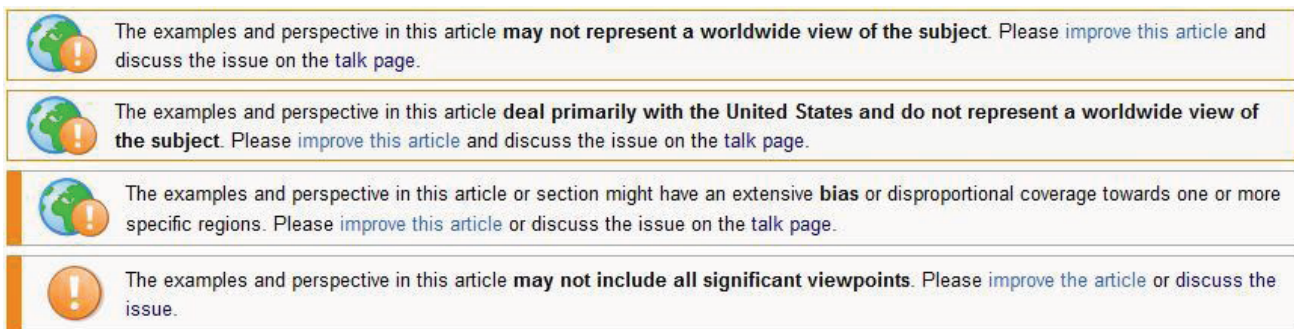 The examples and perspective in this article may not represent a worldwide view of the subject. Please improve this article and
discuss the issue on the talk page.
The examples and perspective in this article deal primarily with the United States and do not represent a worldwide view of
the subject. Please improve this article and discuss the issue on the talk page.
The examples and perspective in this article or section might have an extensive bias or disproportional coverage towards one or more
specific regions. Please improve this article or discuss the issue on the talk page.
The examples and perspective in this article may not include all significant viewpoints. Please improve the article or discuss the
issue.